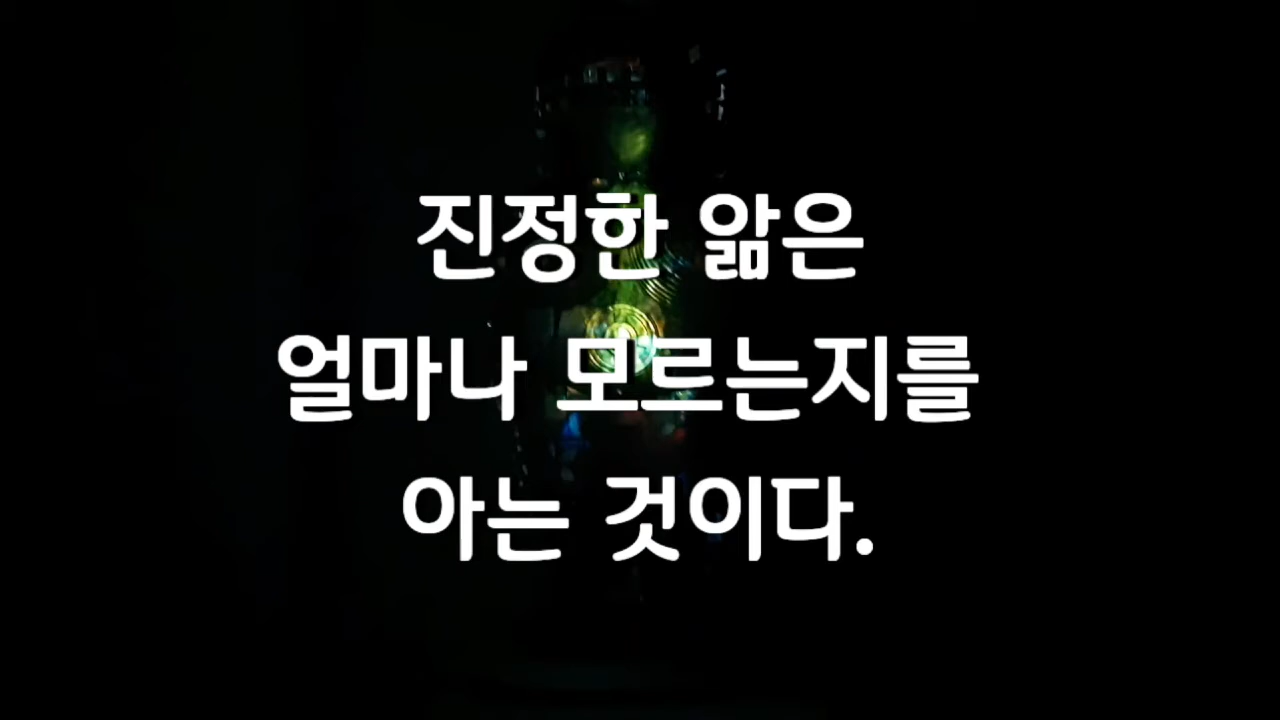 진정한 앎은
얼마나 모르는지를
아는 것이다.